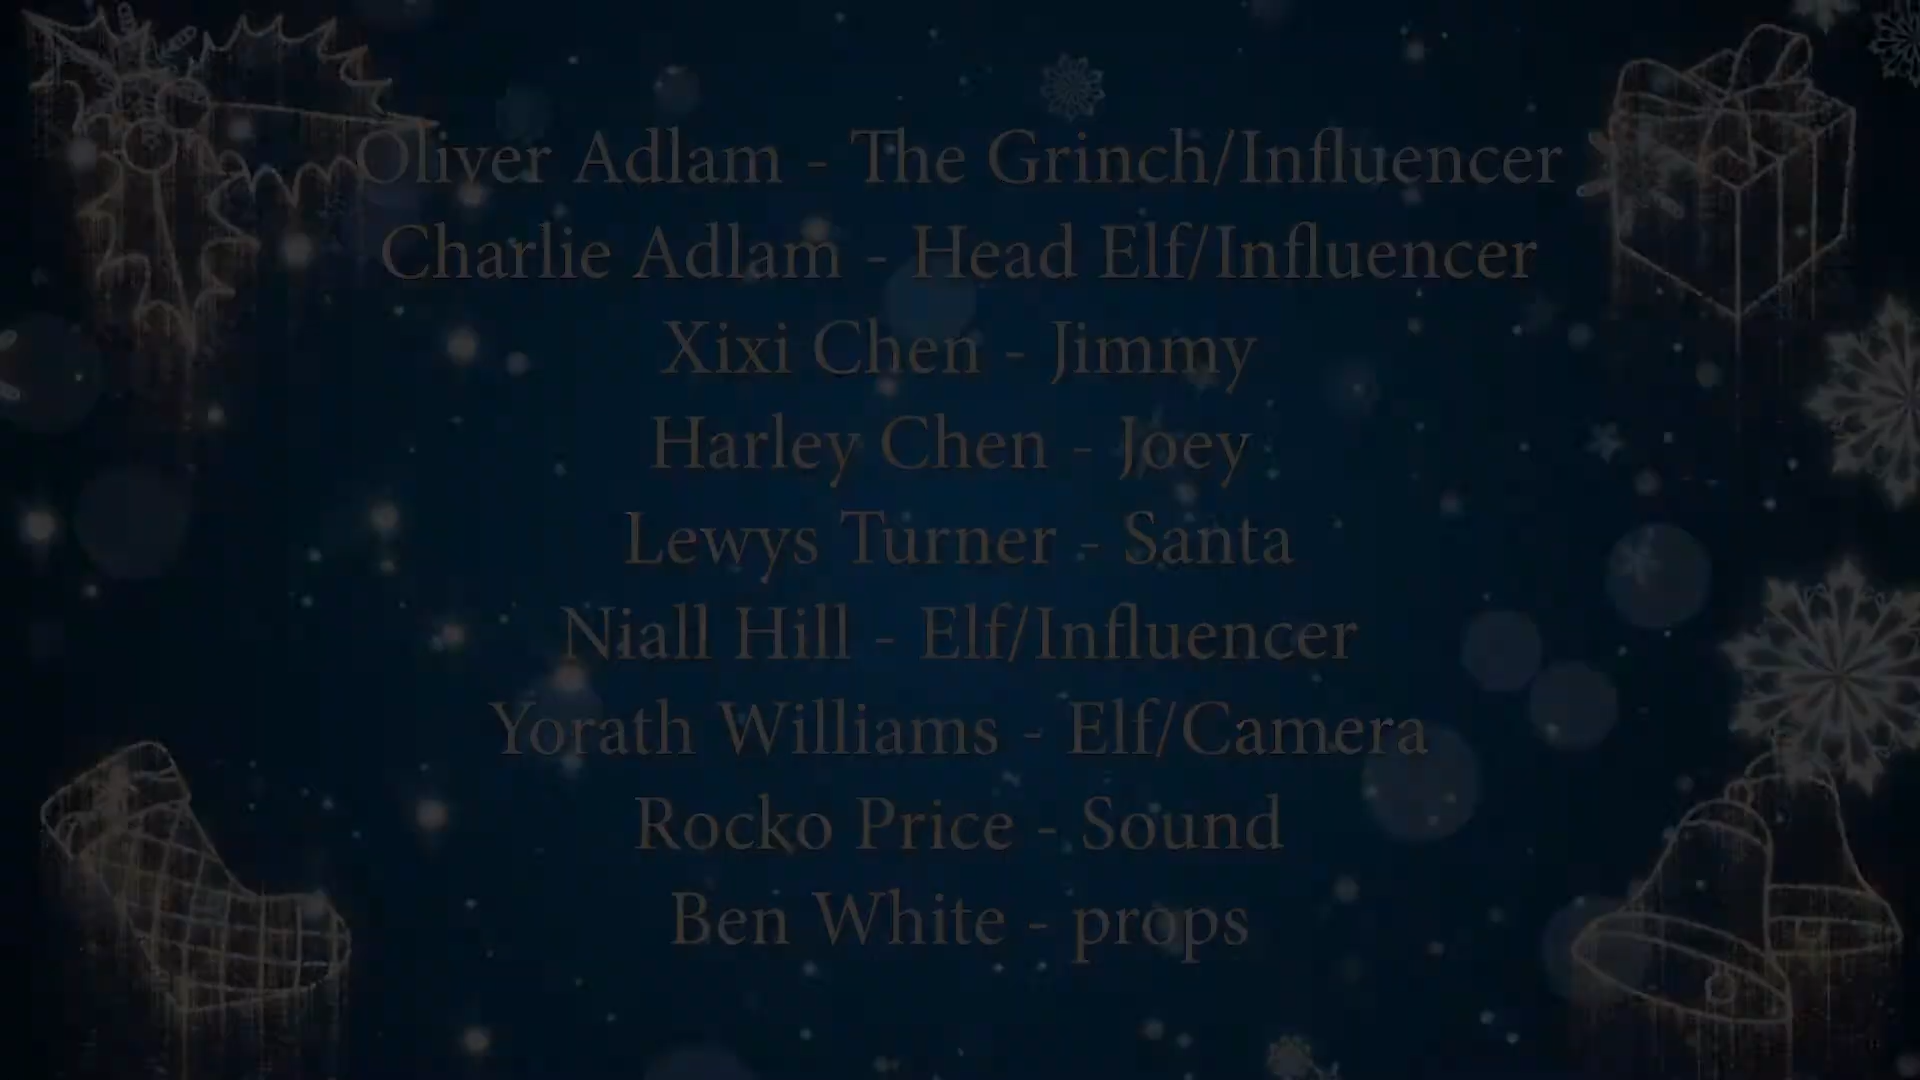 Oliver Adlam - The Grinch/Influencer
Charlie Adlam - Head Elf/Influencer
Xixi Chen - Jimmy
Harley Chen - Joey
Lewys Turner - Santa
Niall Hill - Elf/Influencer
Yorath Williams - Elf/Camera
Rocko Price - Sound
Ben White - props